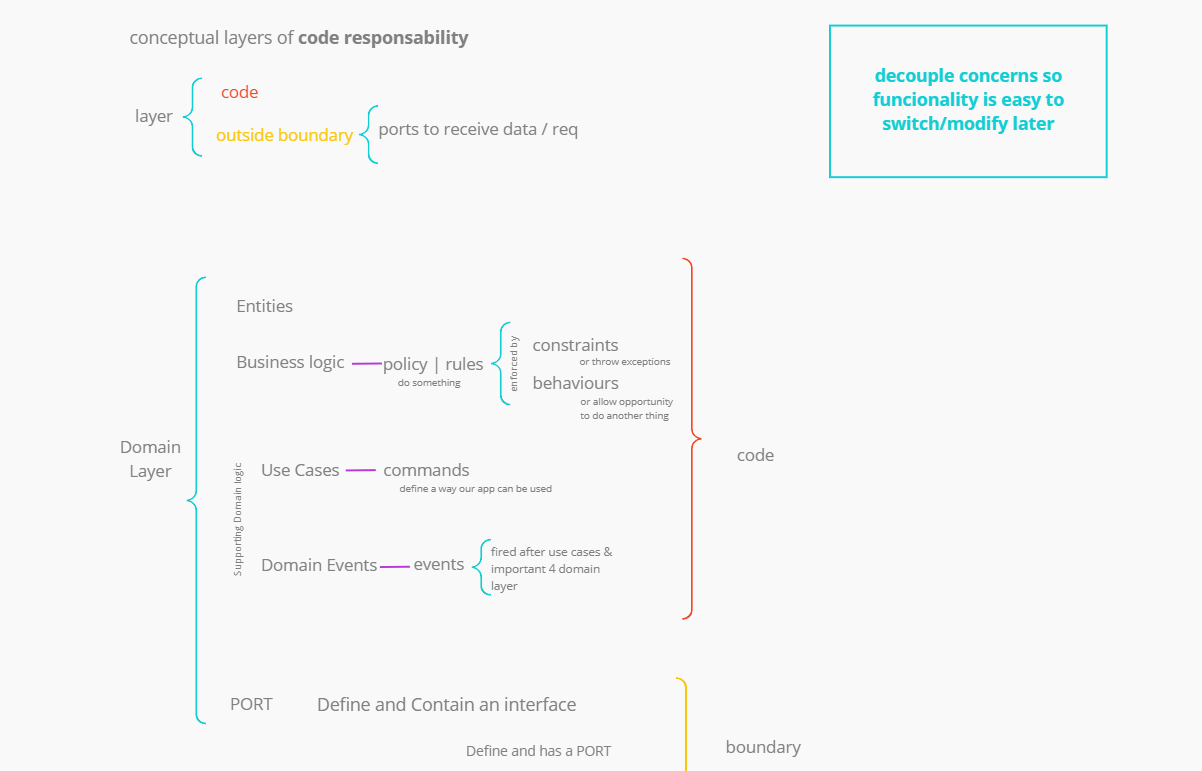 conceptual layers of code responsability
decouple concerns so
funcionality is easy to
switch/modify later
layer
code
outside boundary
ports to receive data / req
Domain
Layer
Entities
Business logic
policy | rules
do something
enforced by
constraints
or throw exceptions
behaviours
or allow opportunity
to do another thing
code
Supporting Domain logic
Use Cases
commands
define a way our app can be used
Domain Events
events
fired after use cases &
important 4 domain
layer
PORT
Define and Contain an interface
Define and has a PORT
boundary